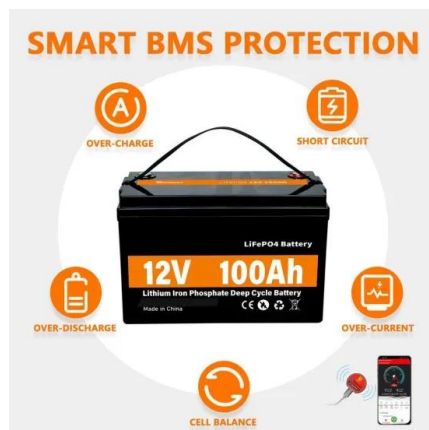 SMART BMS PROTECTION
A
OVER-CHARGE
SHORT CIRCUIT
LiFePO4 Battery
12V 100Ah
Lithium Iron Phosphate Deep Cycle Battery
Made in China
CE
OVER-DISCHARGE
OVER-CURRENT
CELL BALANCE